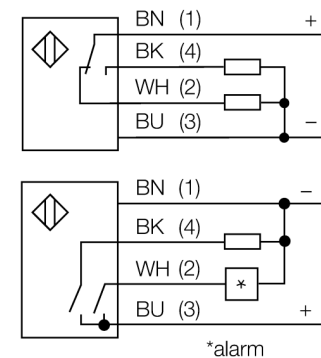 BN (1) +
BK (4)
WH (2)
BU (3) –
BN (1) –
BK (4)
WH (2)
*
BU (3) +
*alarm